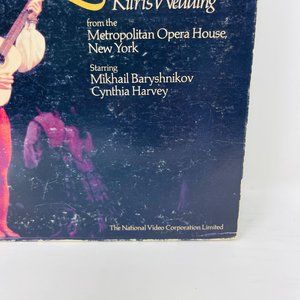 Kitri's Wedding
from the
Metropolitan Opera House,
New York
Starring
Mikhail Baryshnikov
Cynthia Harvey
The National Video Corporation Limited